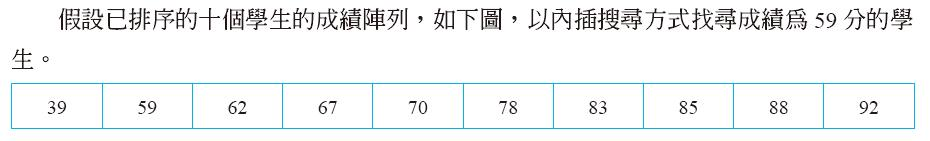 假設已排序的十個學生的成績陣列，如下圖，以內插搜尋方式找尋成績為 59 分的學
生。
39 59 62 67 70 78 83 85 88 92